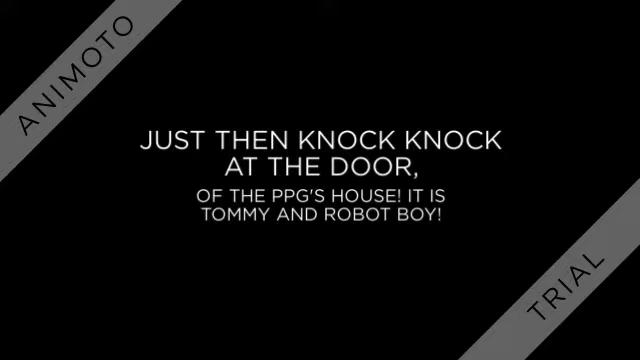 ANIMOTO
JUST THEN KNOCK KNOCK
AT THE DOOR,
OF THE PPG'S HOUSE! IT IS
TOMMY AND ROBOT BOY!
TRIAL